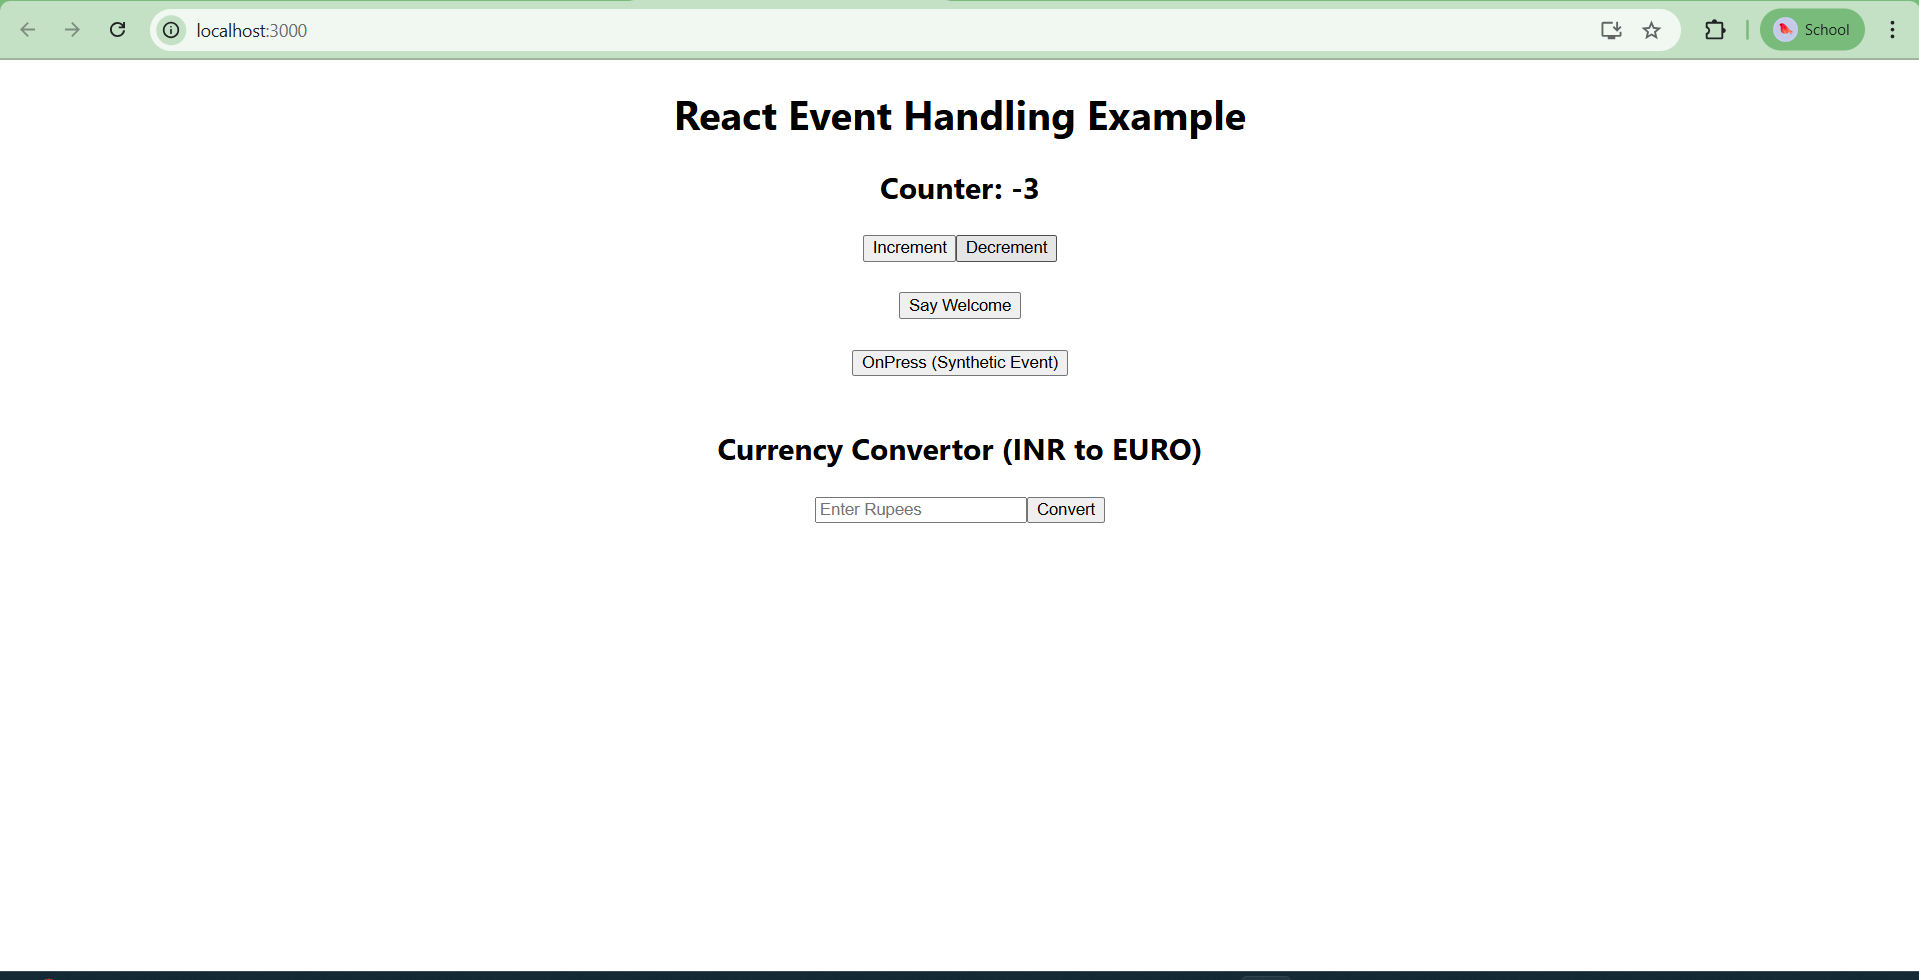 localhost:3000
School
React Event Handling Example
Counter: -3
Increment Decrement
Say Welcome
OnPress (Synthetic Event)
Currency Convertor (INR to EURO)
Enter Rupees Convert